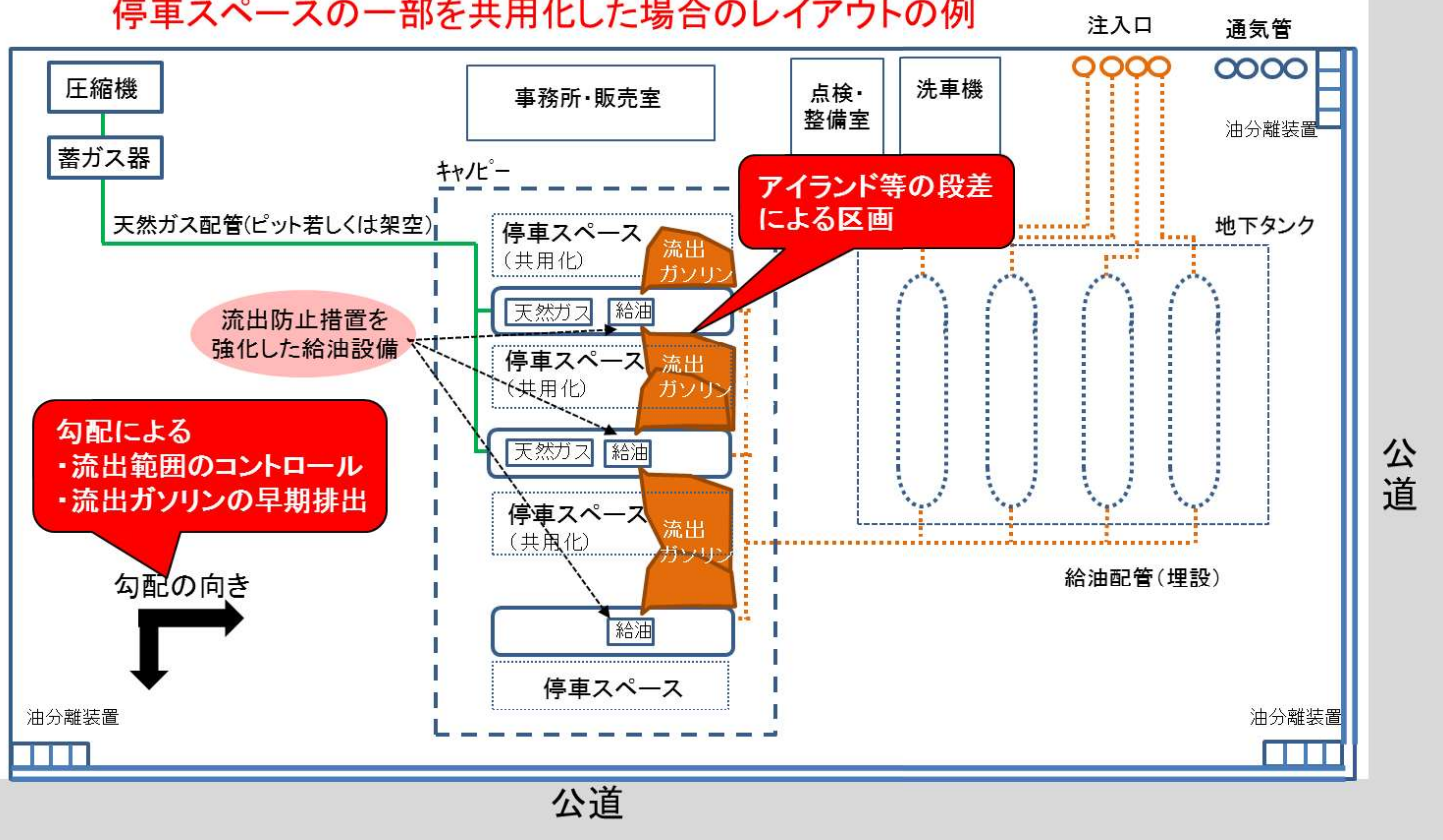 停車スペースの一部を共用化した場合のレイアウトの例
注入口
通気管
圧縮機
事務所・販売室
点検・
整備室
洗車機
油分離装置
蓄ガス器
キャノピー
アイランド等の段差
による区画
天然ガス配管(ピット若しくは架空)
停車スペース
(共用化)
流出
ガソリン
地下タンク
天然ガス
給油
流出防止措置を
強化した給油設備
停車スペース
(共用化)
流出
ガソリン
勾配による
・流出範囲のコントロール
・流出ガソリンの早期排出
天然ガス
給油
公道
停車スペース
(共用化)
流出
ガソリン
給油配管(埋設)
勾配の向き
給油
停車スペース
油分離装置
油分離装置
公道